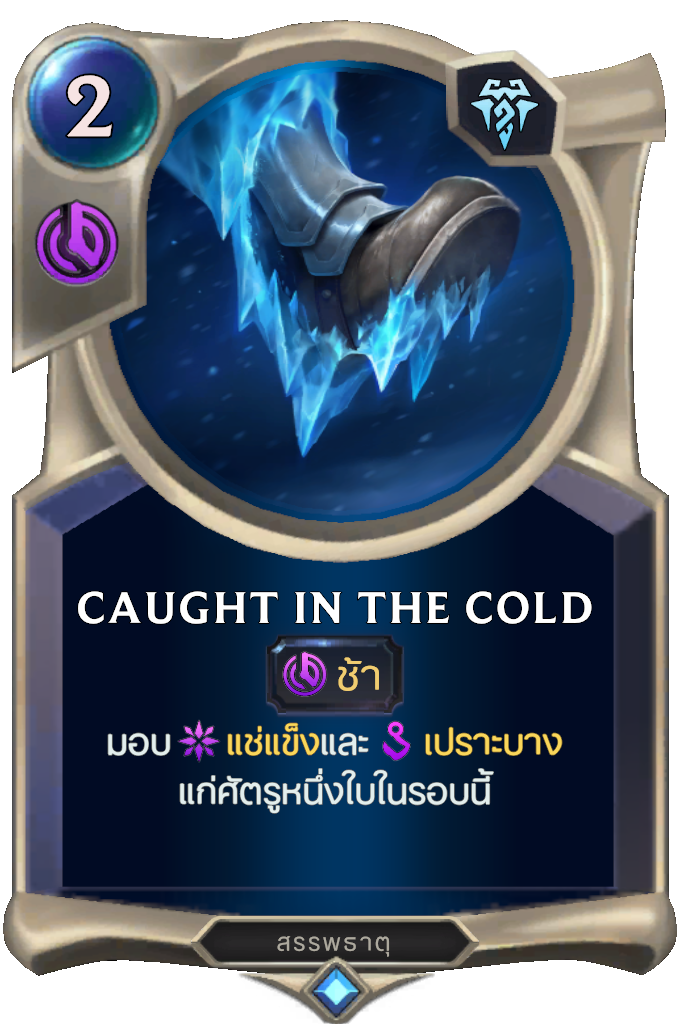 2
CAUGHT IN THE COLD
ช้า
มอบ แช่แข็งและ เปราะบาง
แก่ศัตรูหนึ่งใบในรอบนี้
สรรพธาตุ